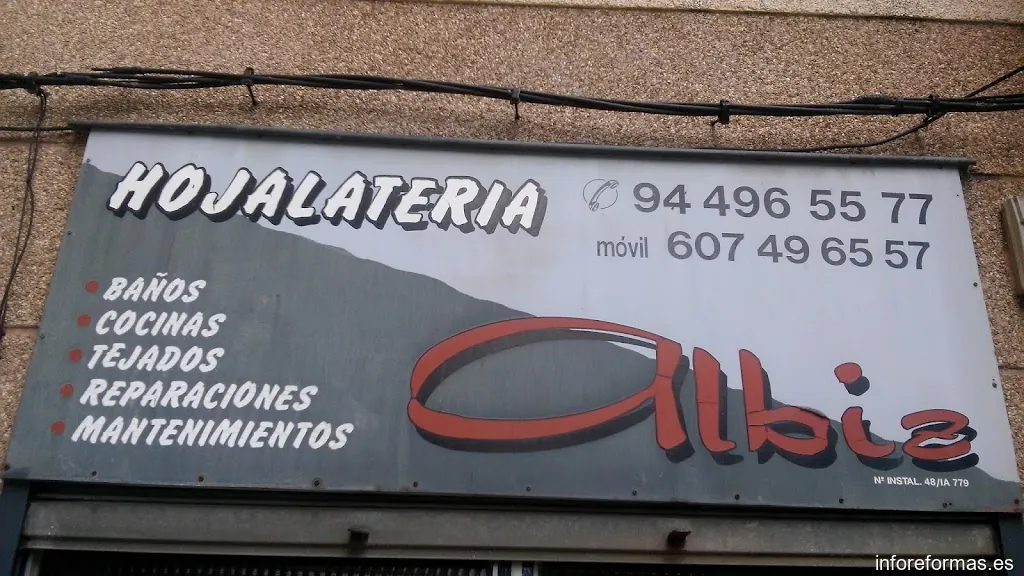 HOJALATERIA
94 496 55 77
móvil 607 49 65 57
• BAÑOS
• COCINAS
• TEJADOS
• REPARACIONES
• MANTENIMIENTOS
albiz
Nº INSTAL. 48/IA 779
inforeformas.es